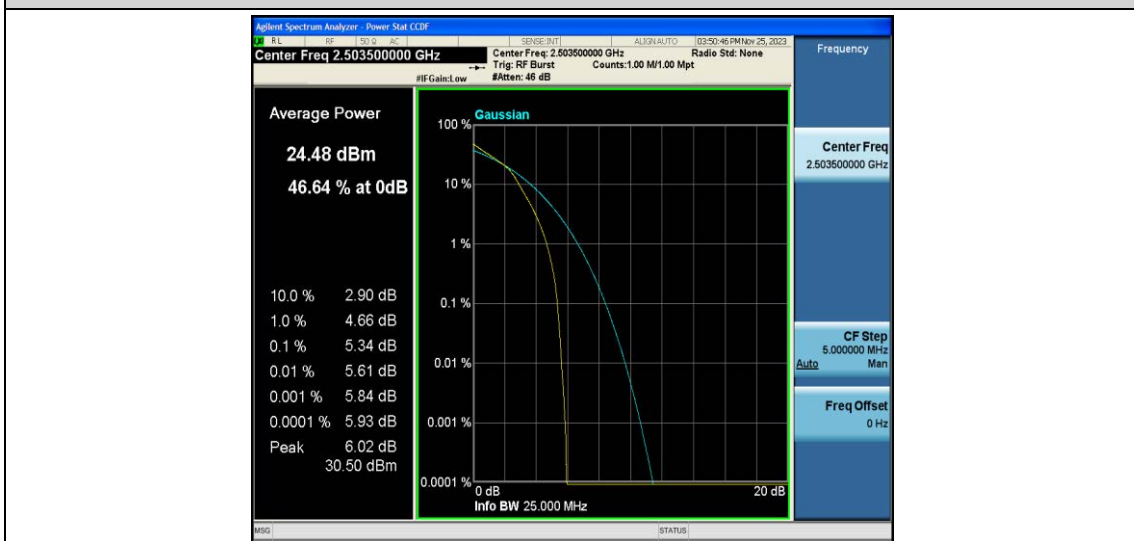 Agilent Spectrum Analyzer - Power Stat CCDF
RL RF 50 Ω AC SENSE:INT ALIGN AUTO 03:50:46 PM Nov 25, 2023
Center Freq 2.503500000 GHz
Center Freq: 2.503500000 GHz Radio Std: None
Trig: RF Burst Counts:1.00 M/1.00 Mpt
#IFGain:Low #Atten: 46 dB
Frequency
Average Power
24.48 dBm
46.64 % at 0dB
10.0 % 2.90 dB
1.0 % 4.66 dB
0.1 % 5.34 dB
0.01 % 5.61 dB
0.001 % 5.84 dB
0.0001 % 5.93 dB
Peak 6.02 dB
30.50 dBm
Gaussian
100 %
10 %
1 %
0.1 %
0.01 %
0.001 %
0.0001 %
0 dB 20 dB
Info BW 25.000 MHz
Center Freq
2.503500000 GHz
CF Step
5.000000 MHz
Auto Man
Freq Offset
0 Hz
MSG STATUS